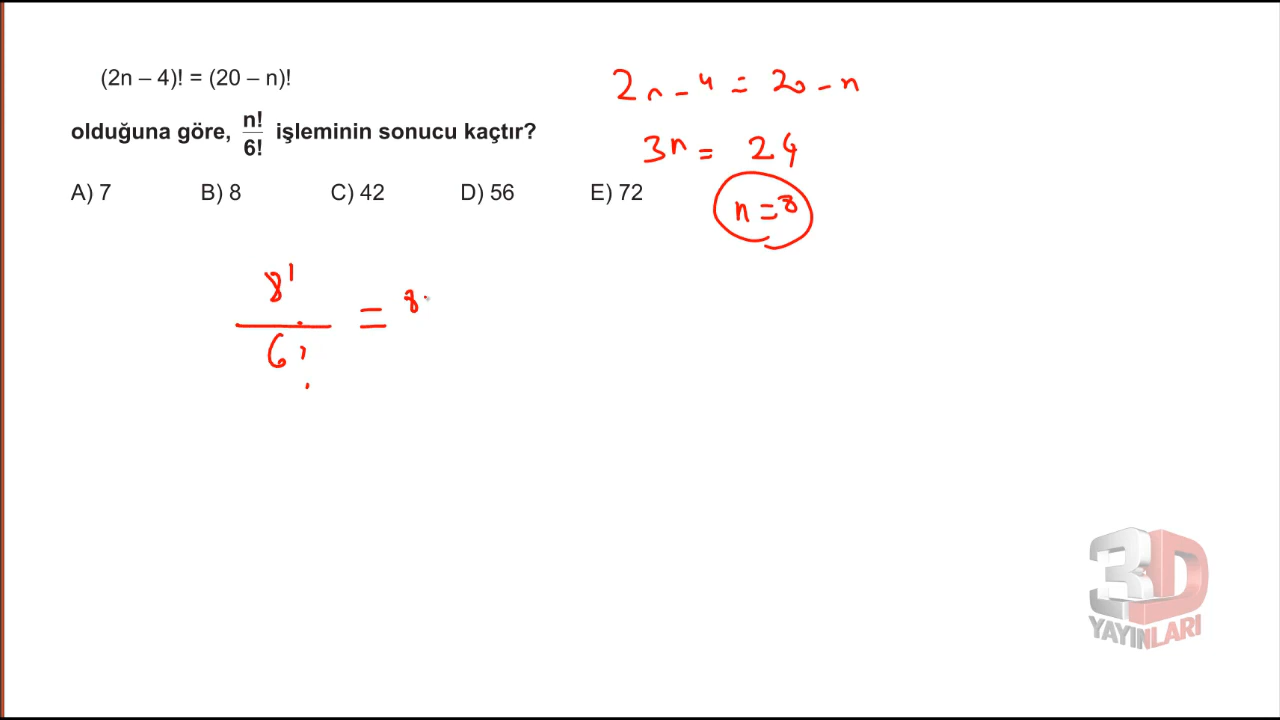 (2n – 4)! = (20 – n)!
olduğuna göre, n!/6! işleminin sonucu kaçtır?
A) 7 B) 8 C) 42 D) 56 E) 72
2n - 4 = 20 - n
3n = 24
n = 8
8!/6! = 8.
3D
YAYINLARI